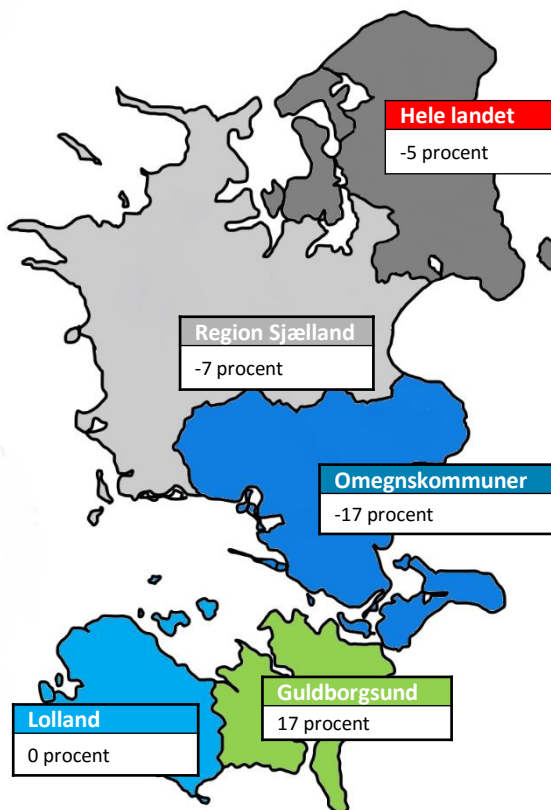 Hele landet
-5 procent
Region Sjælland
-7 procent
Omegnskommuner
-17 procent
Guldborgsund
17 procent
Lolland
0 procent